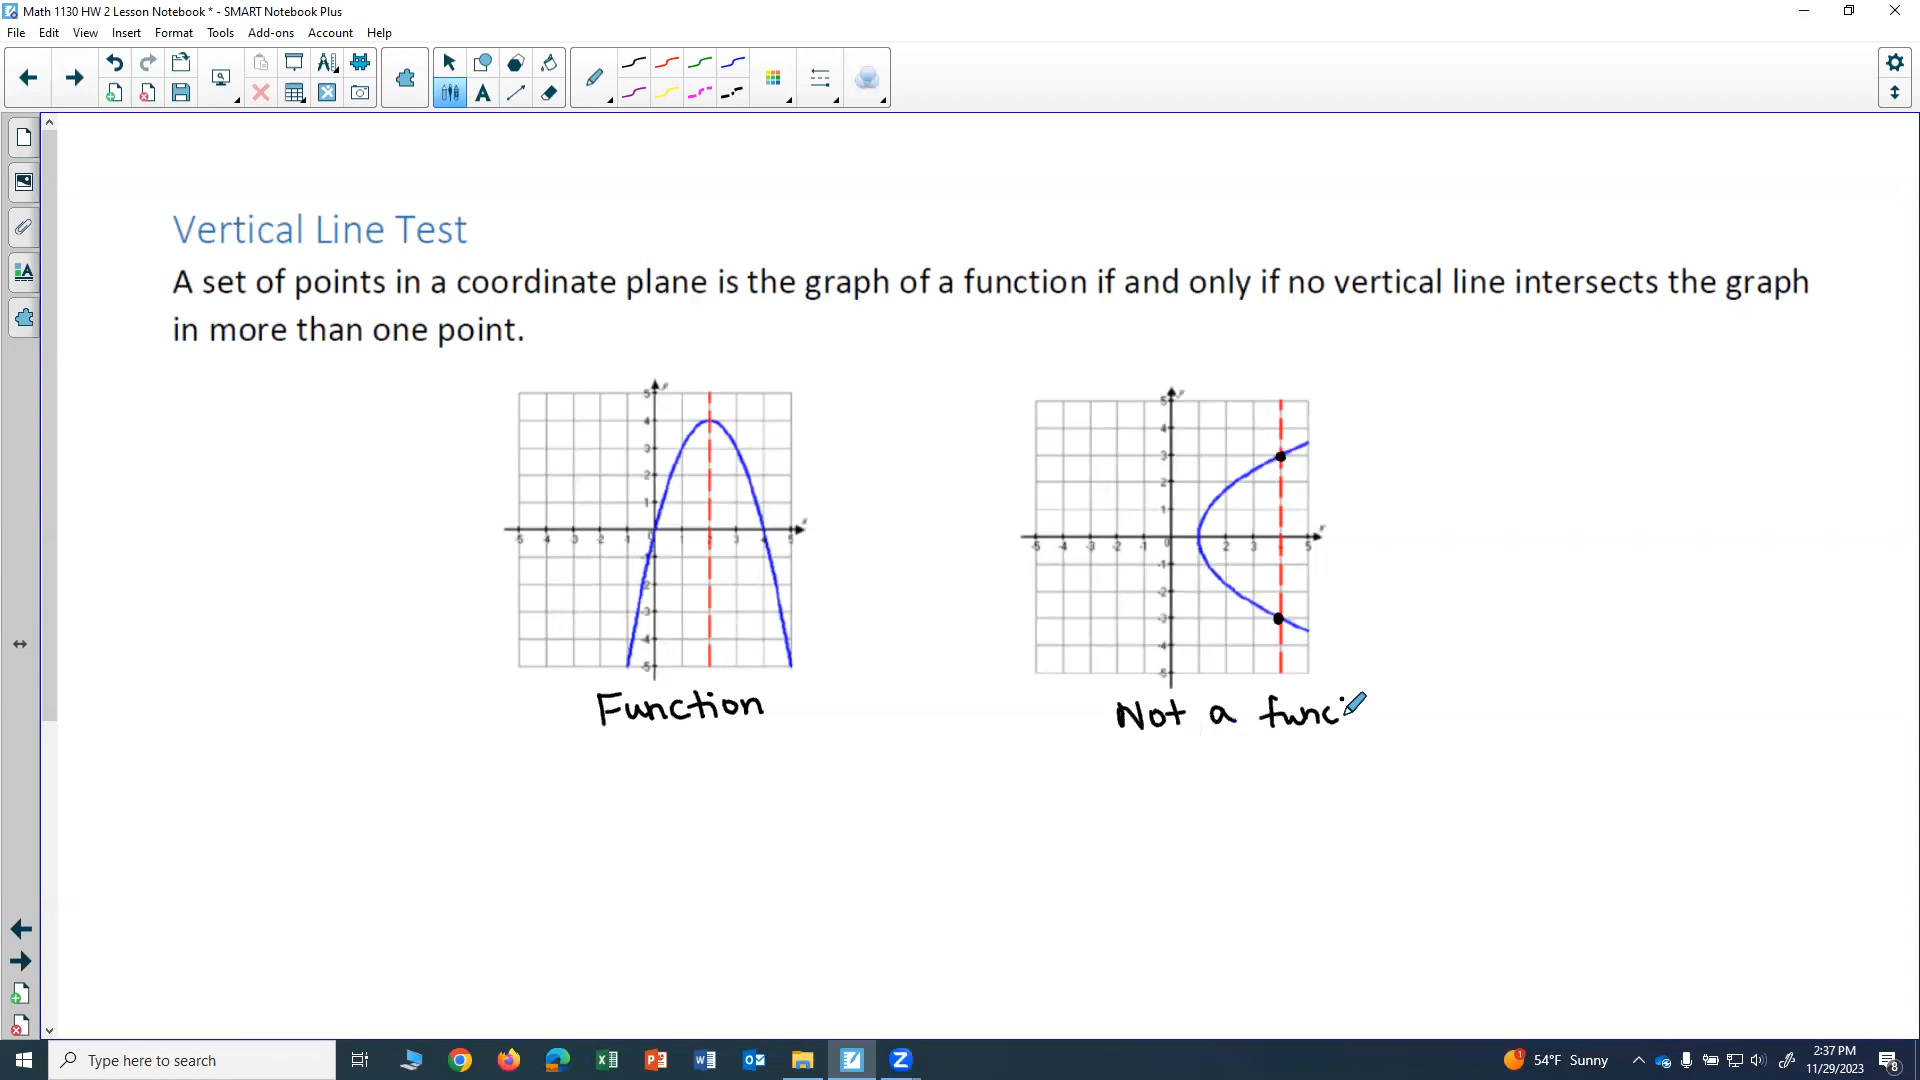 Math 1130 HW 2 Lesson Notebook * - SMART Notebook Plus
File Edit View Insert Format Tools Add-ons Account Help
Vertical Line Test
A set of points in a coordinate plane is the graph of a function if and only if no vertical line intersects the graph
in more than one point.
Function
Not a func
Type here to search
54°F Sunny
2:37 PM
11/29/2023
8